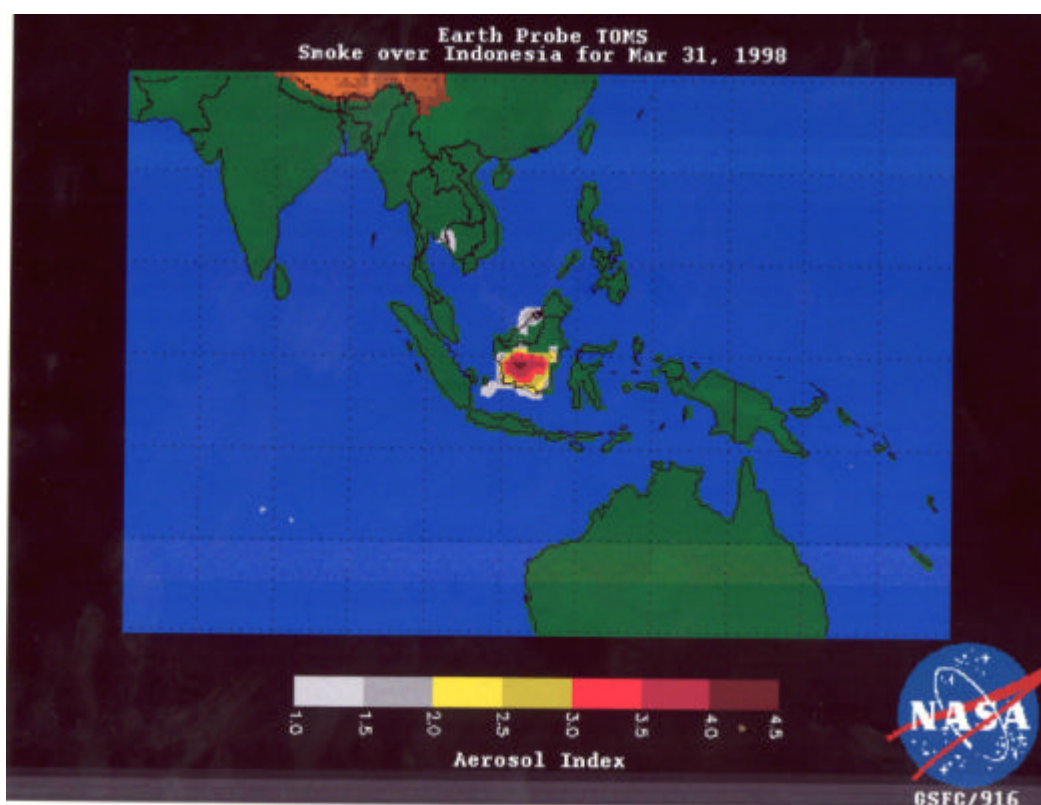 Earth Probe TOMS
Smoke over Indonesia for Mar 31, 1998
1.0
1.5
2.0
2.5
3.0
3.5
4.0
4.5
Aerosol Index
NASA
GSFC/916